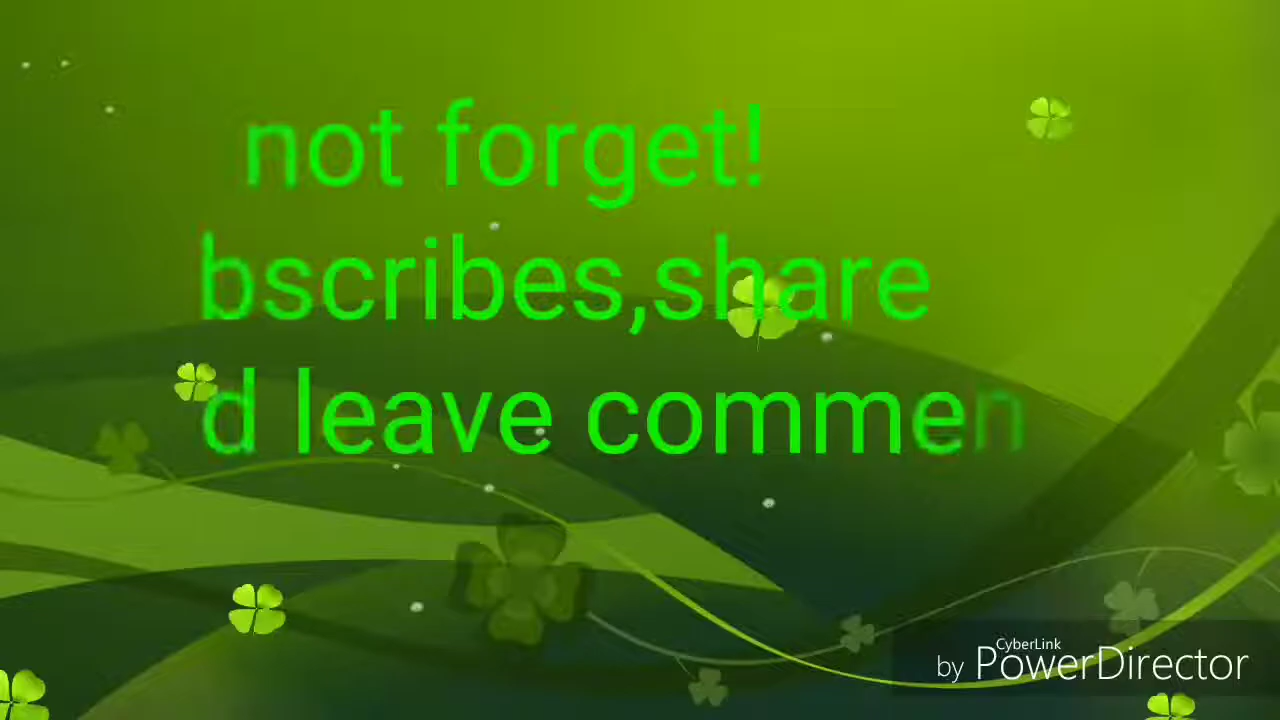 not forget!
bscribes,share
d leave commen
CyberLink
by PowerDirector